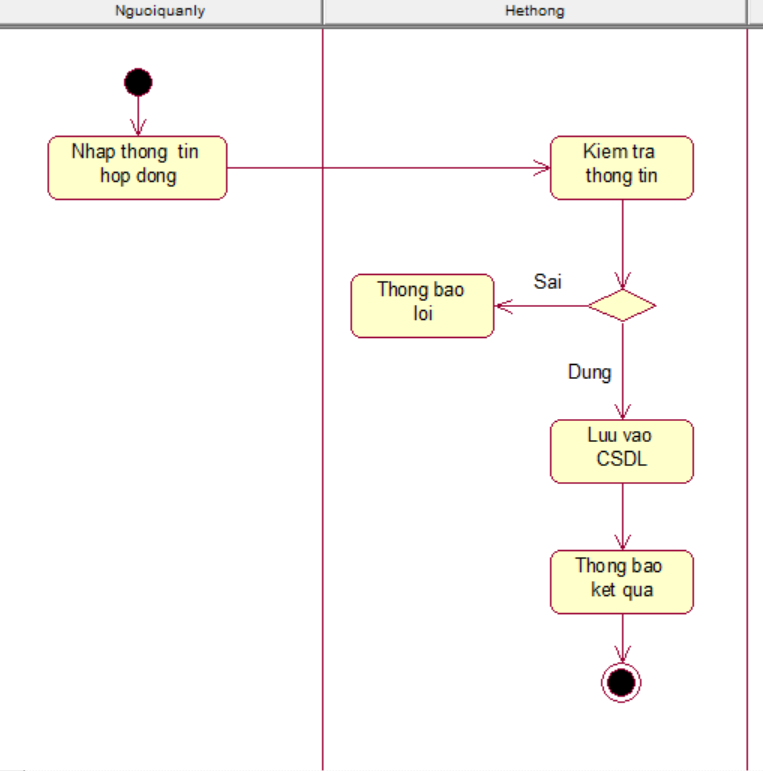 Nguoiquanly
Hethong
Nhap thong tin
hop dong
Kiem tra
thong tin
Sai
Thong bao
loi
Dung
Luu vao
CSDL
Thong bao
ket qua